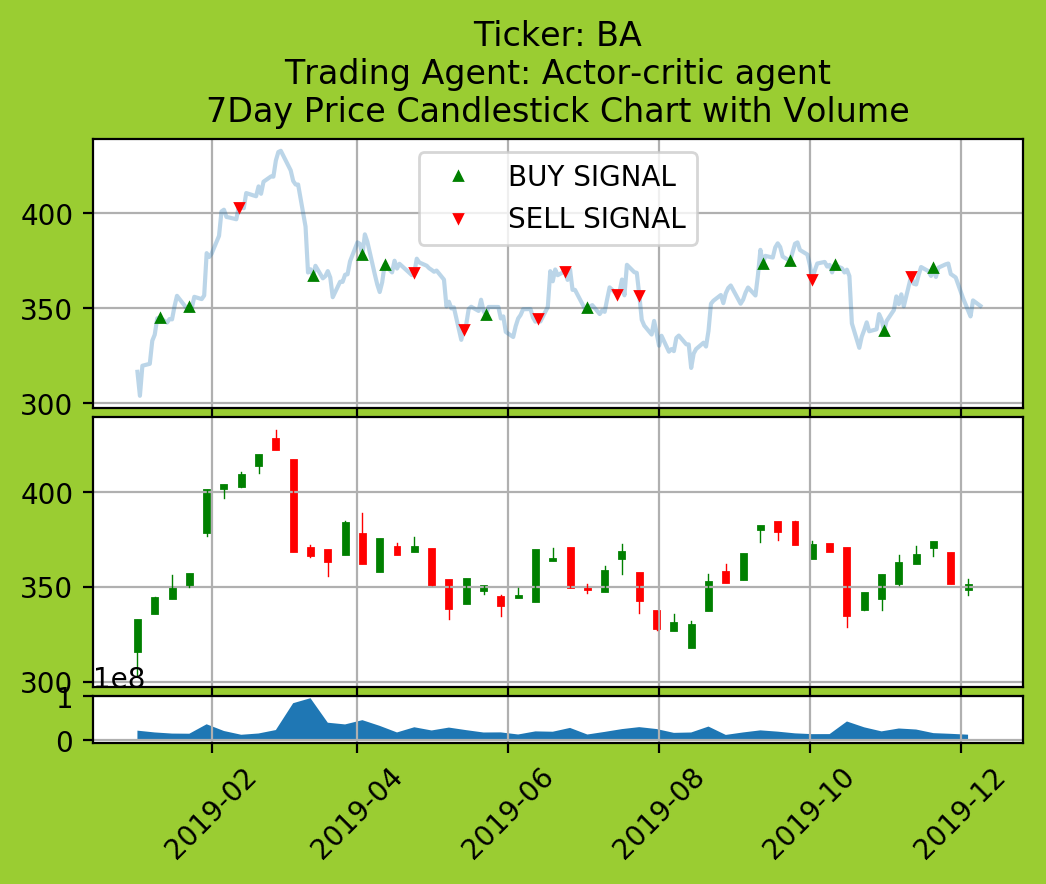 Ticker: BA
Trading Agent: Actor-critic agent
7Day Price Candlestick Chart with Volume
BUY SIGNAL
SELL SIGNAL
400
350
300
400
350
300
1e8
1
0
2019-02
2019-04
2019-06
2019-08
2019-10
2019-12